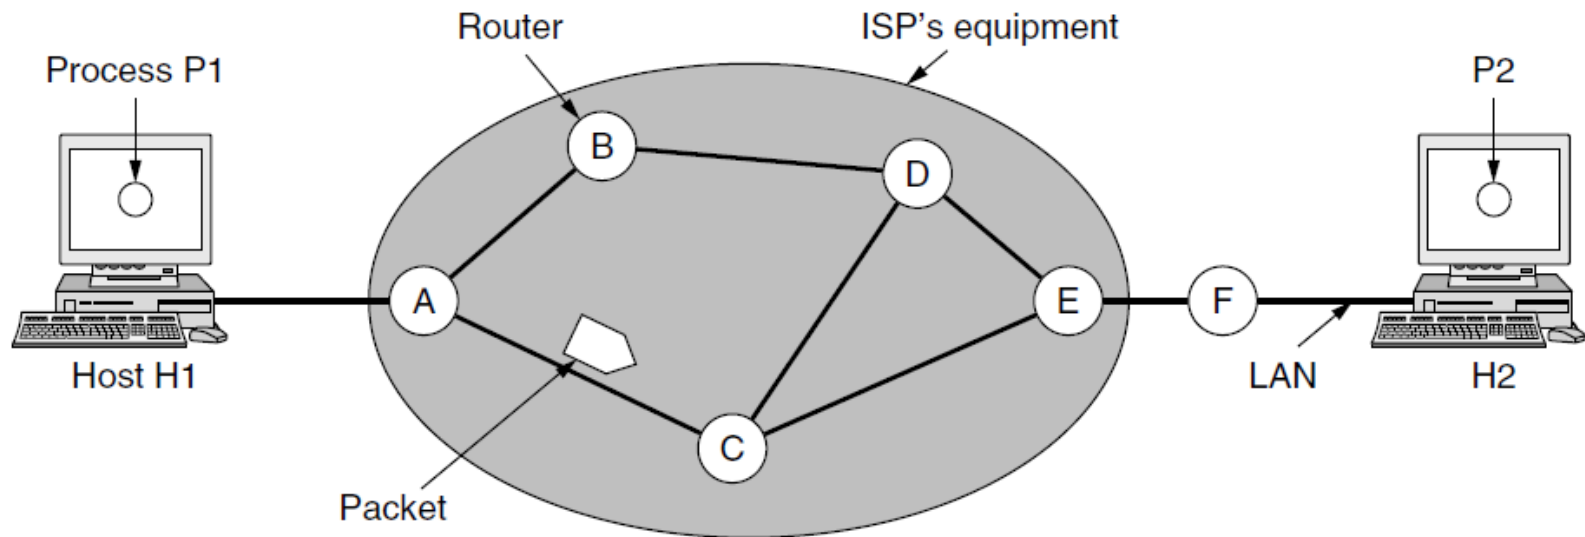 Router
ISP's equipment
Process P1
P2
B
D
A
E
F
Host H1
LAN
H2
C
Packet